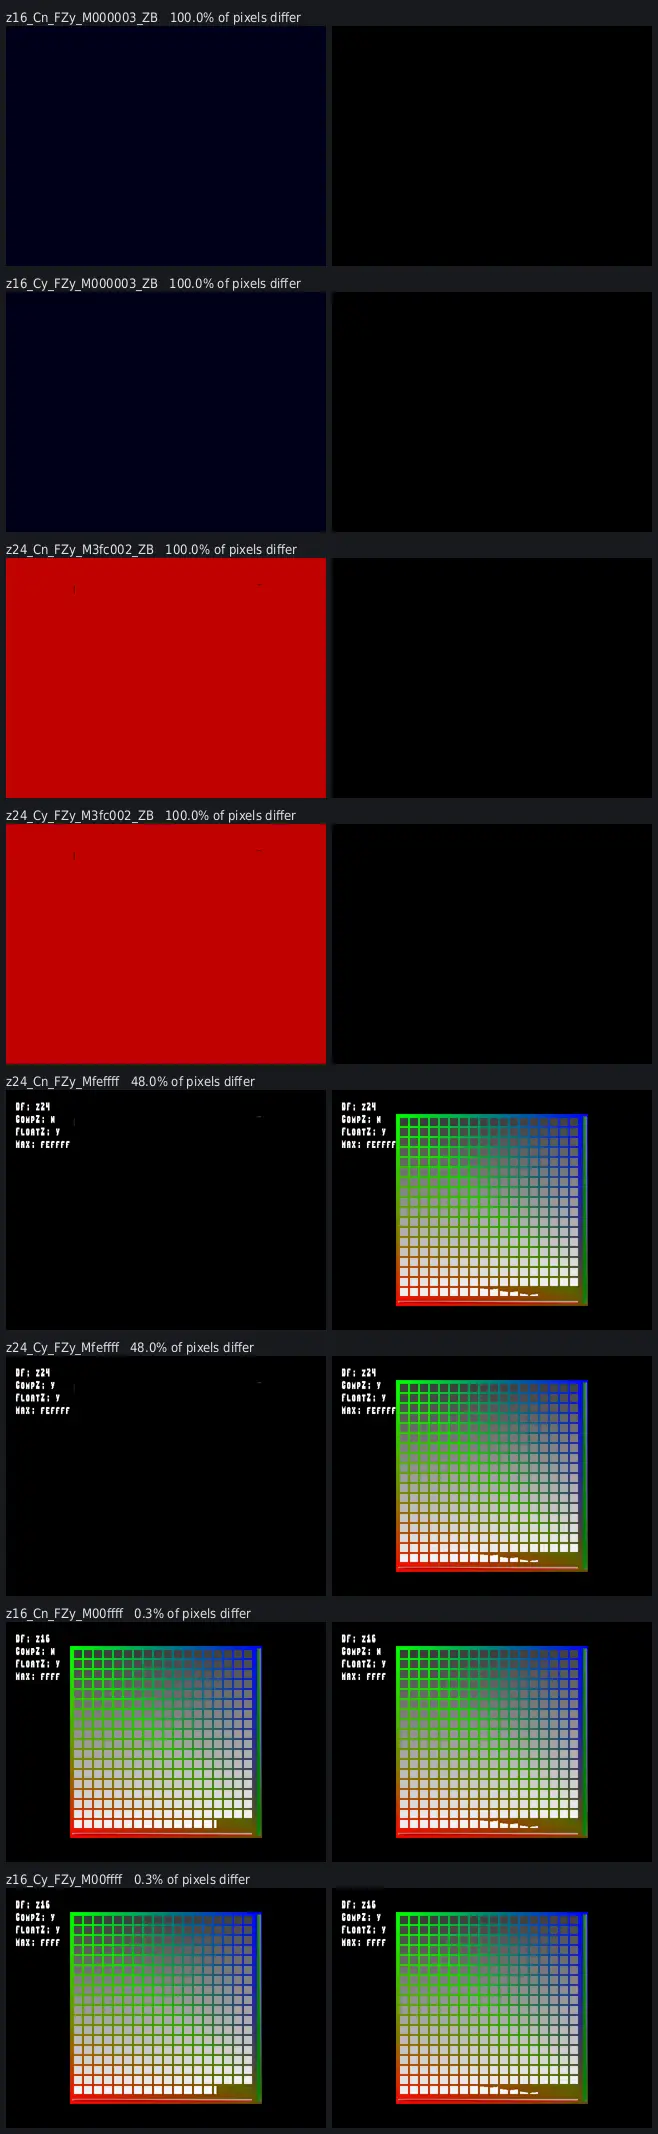 z16_Cn_FZy_M000003_ZB 100.0% of pixels differ
z16_Cy_FZy_M000003_ZB 100.0% of pixels differ
z24_Cn_FZy_M3fc002_ZB 100.0% of pixels differ
z24_Cy_FZy_M3fc002_ZB 100.0% of pixels differ
z24_Cn_FZy_Mfeffff 48.0% of pixels differ
DF: z24 DF: z24
CompZ: N CompZ: N
FloatZ: Y FloatZ: Y
Max: FEFFFF Max: FEFFFF
z24_Cy_FZy_Mfeffff 48.0% of pixels differ
DF: z24 DF: z24
CompZ: Y CompZ: Y
FloatZ: Y FloatZ: Y
Max: FEFFFF Max: FEFFFF
z16_Cn_FZy_M00ffff 0.3% of pixels differ
DF: z16 DF: z16
CompZ: N CompZ: N
FloatZ: Y FloatZ: Y
Max: FFFF Max: FFFF
z16_Cy_FZy_M00ffff 0.3% of pixels differ
DF: z16 DF: z16
CompZ: Y CompZ: Y
FloatZ: Y FloatZ: Y
Max: FFFF Max: FFFF